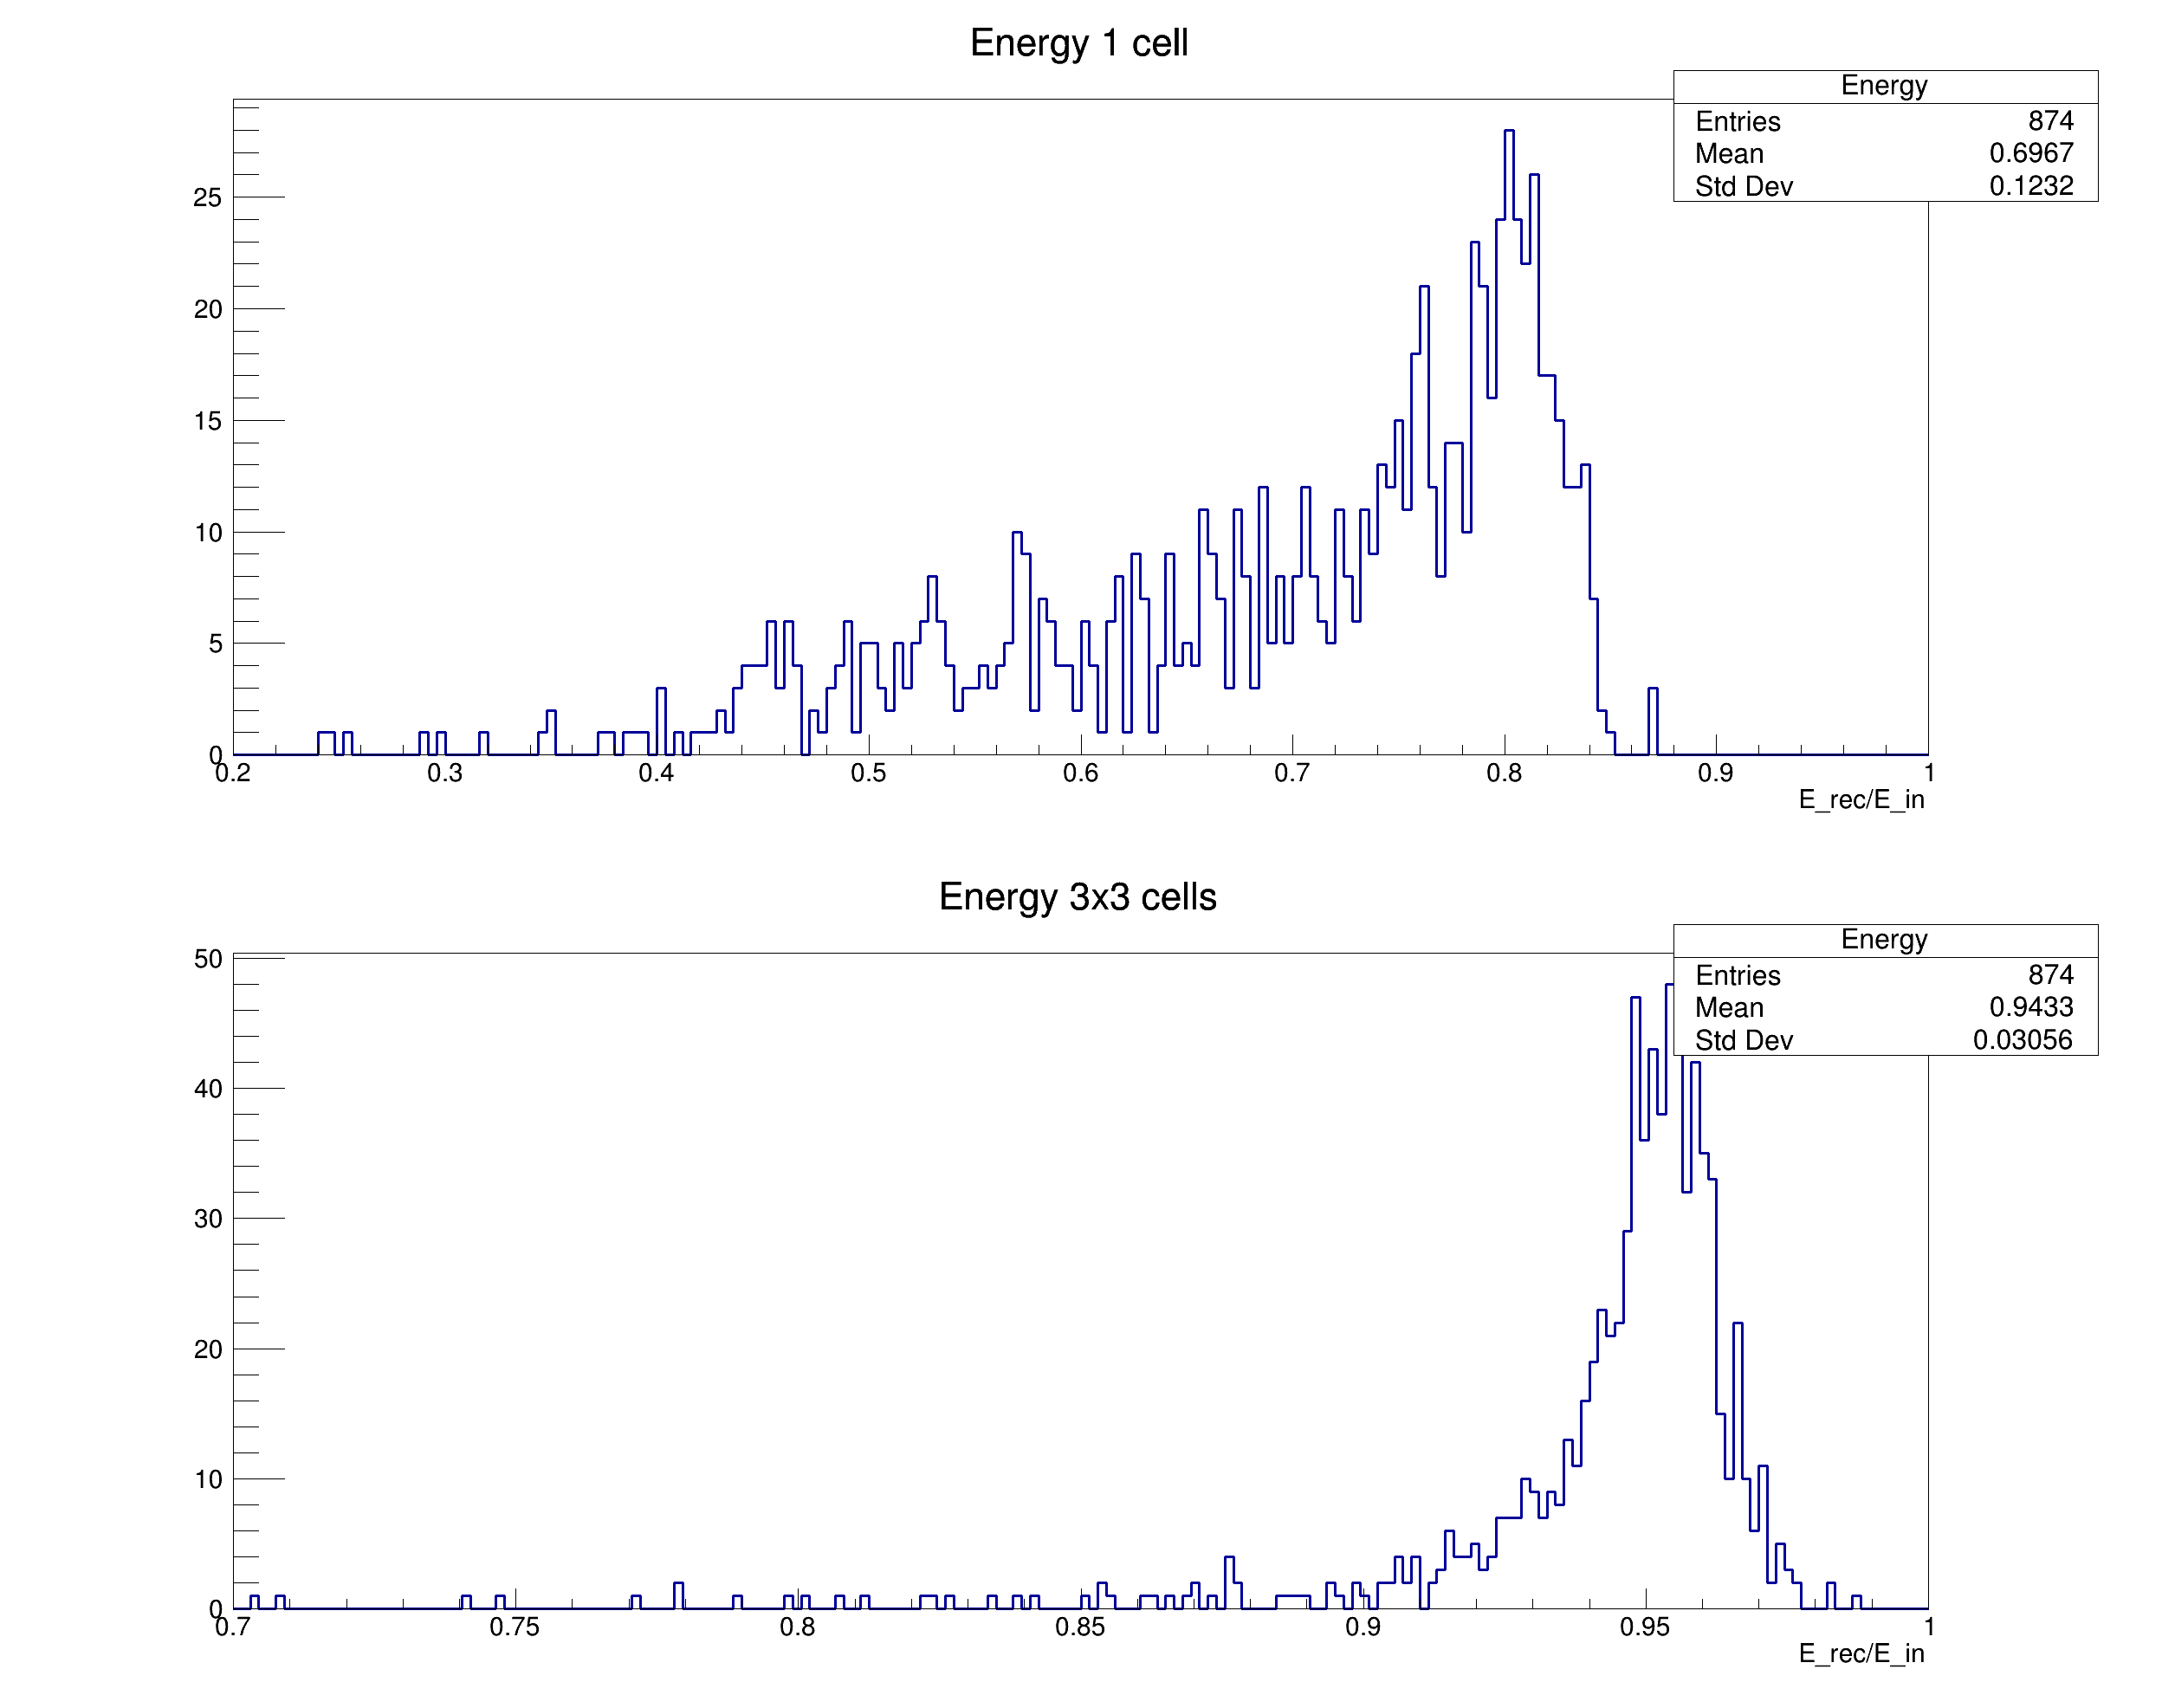 Energy 1 cell
Energy
Entries 874
Mean 0.6967
Std Dev 0.1232
25
20
15
10
5
0
0.2 0.3 0.4 0.5 0.6 0.7 0.8 0.9 1
E_rec/E_in
Energy 3x3 cells
Energy
Entries 874
Mean 0.9433
Std Dev 0.03056
50
40
30
20
10
0
0.7 0.75 0.8 0.85 0.9 0.95 1
E_rec/E_in